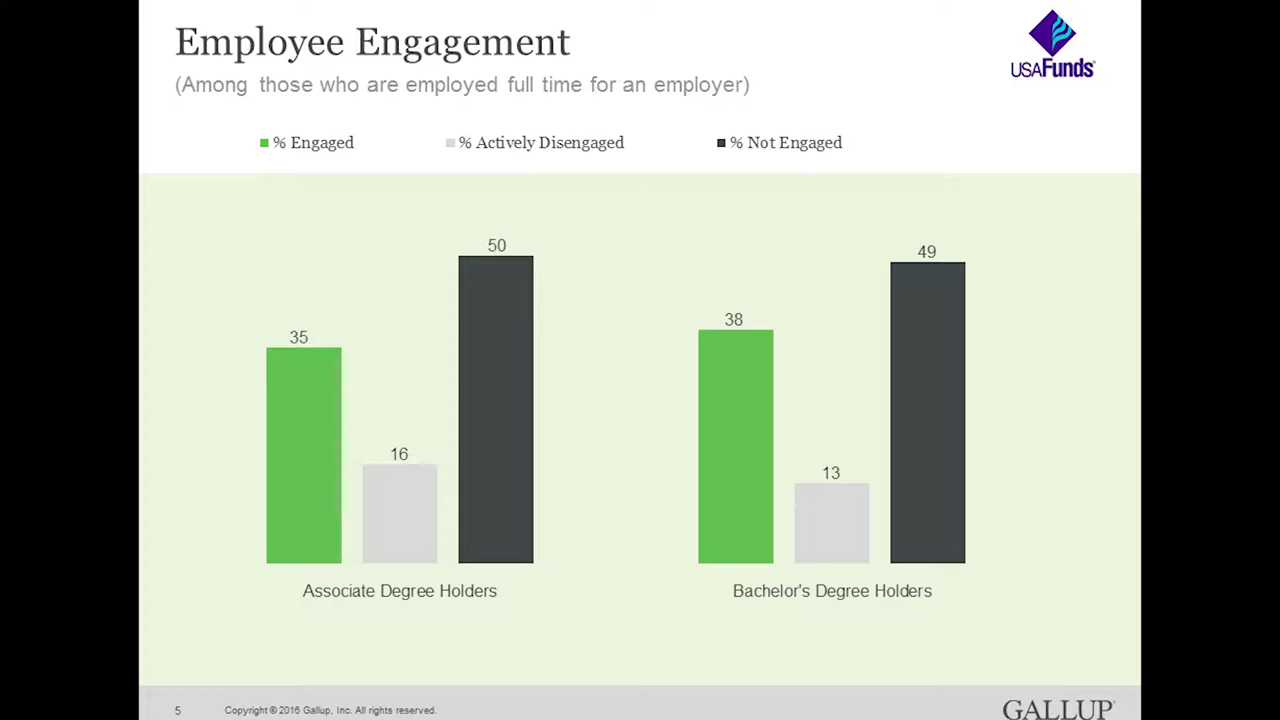 Employee Engagement
(Among those who are employed full time for an employer)
USAFunds®
% Engaged
% Actively Disengaged
% Not Engaged
50
49
38
35
16
13
Associate Degree Holders
Bachelor's Degree Holders
5
Copyright © 2016 Gallup, Inc. All rights reserved.
GALLUP®